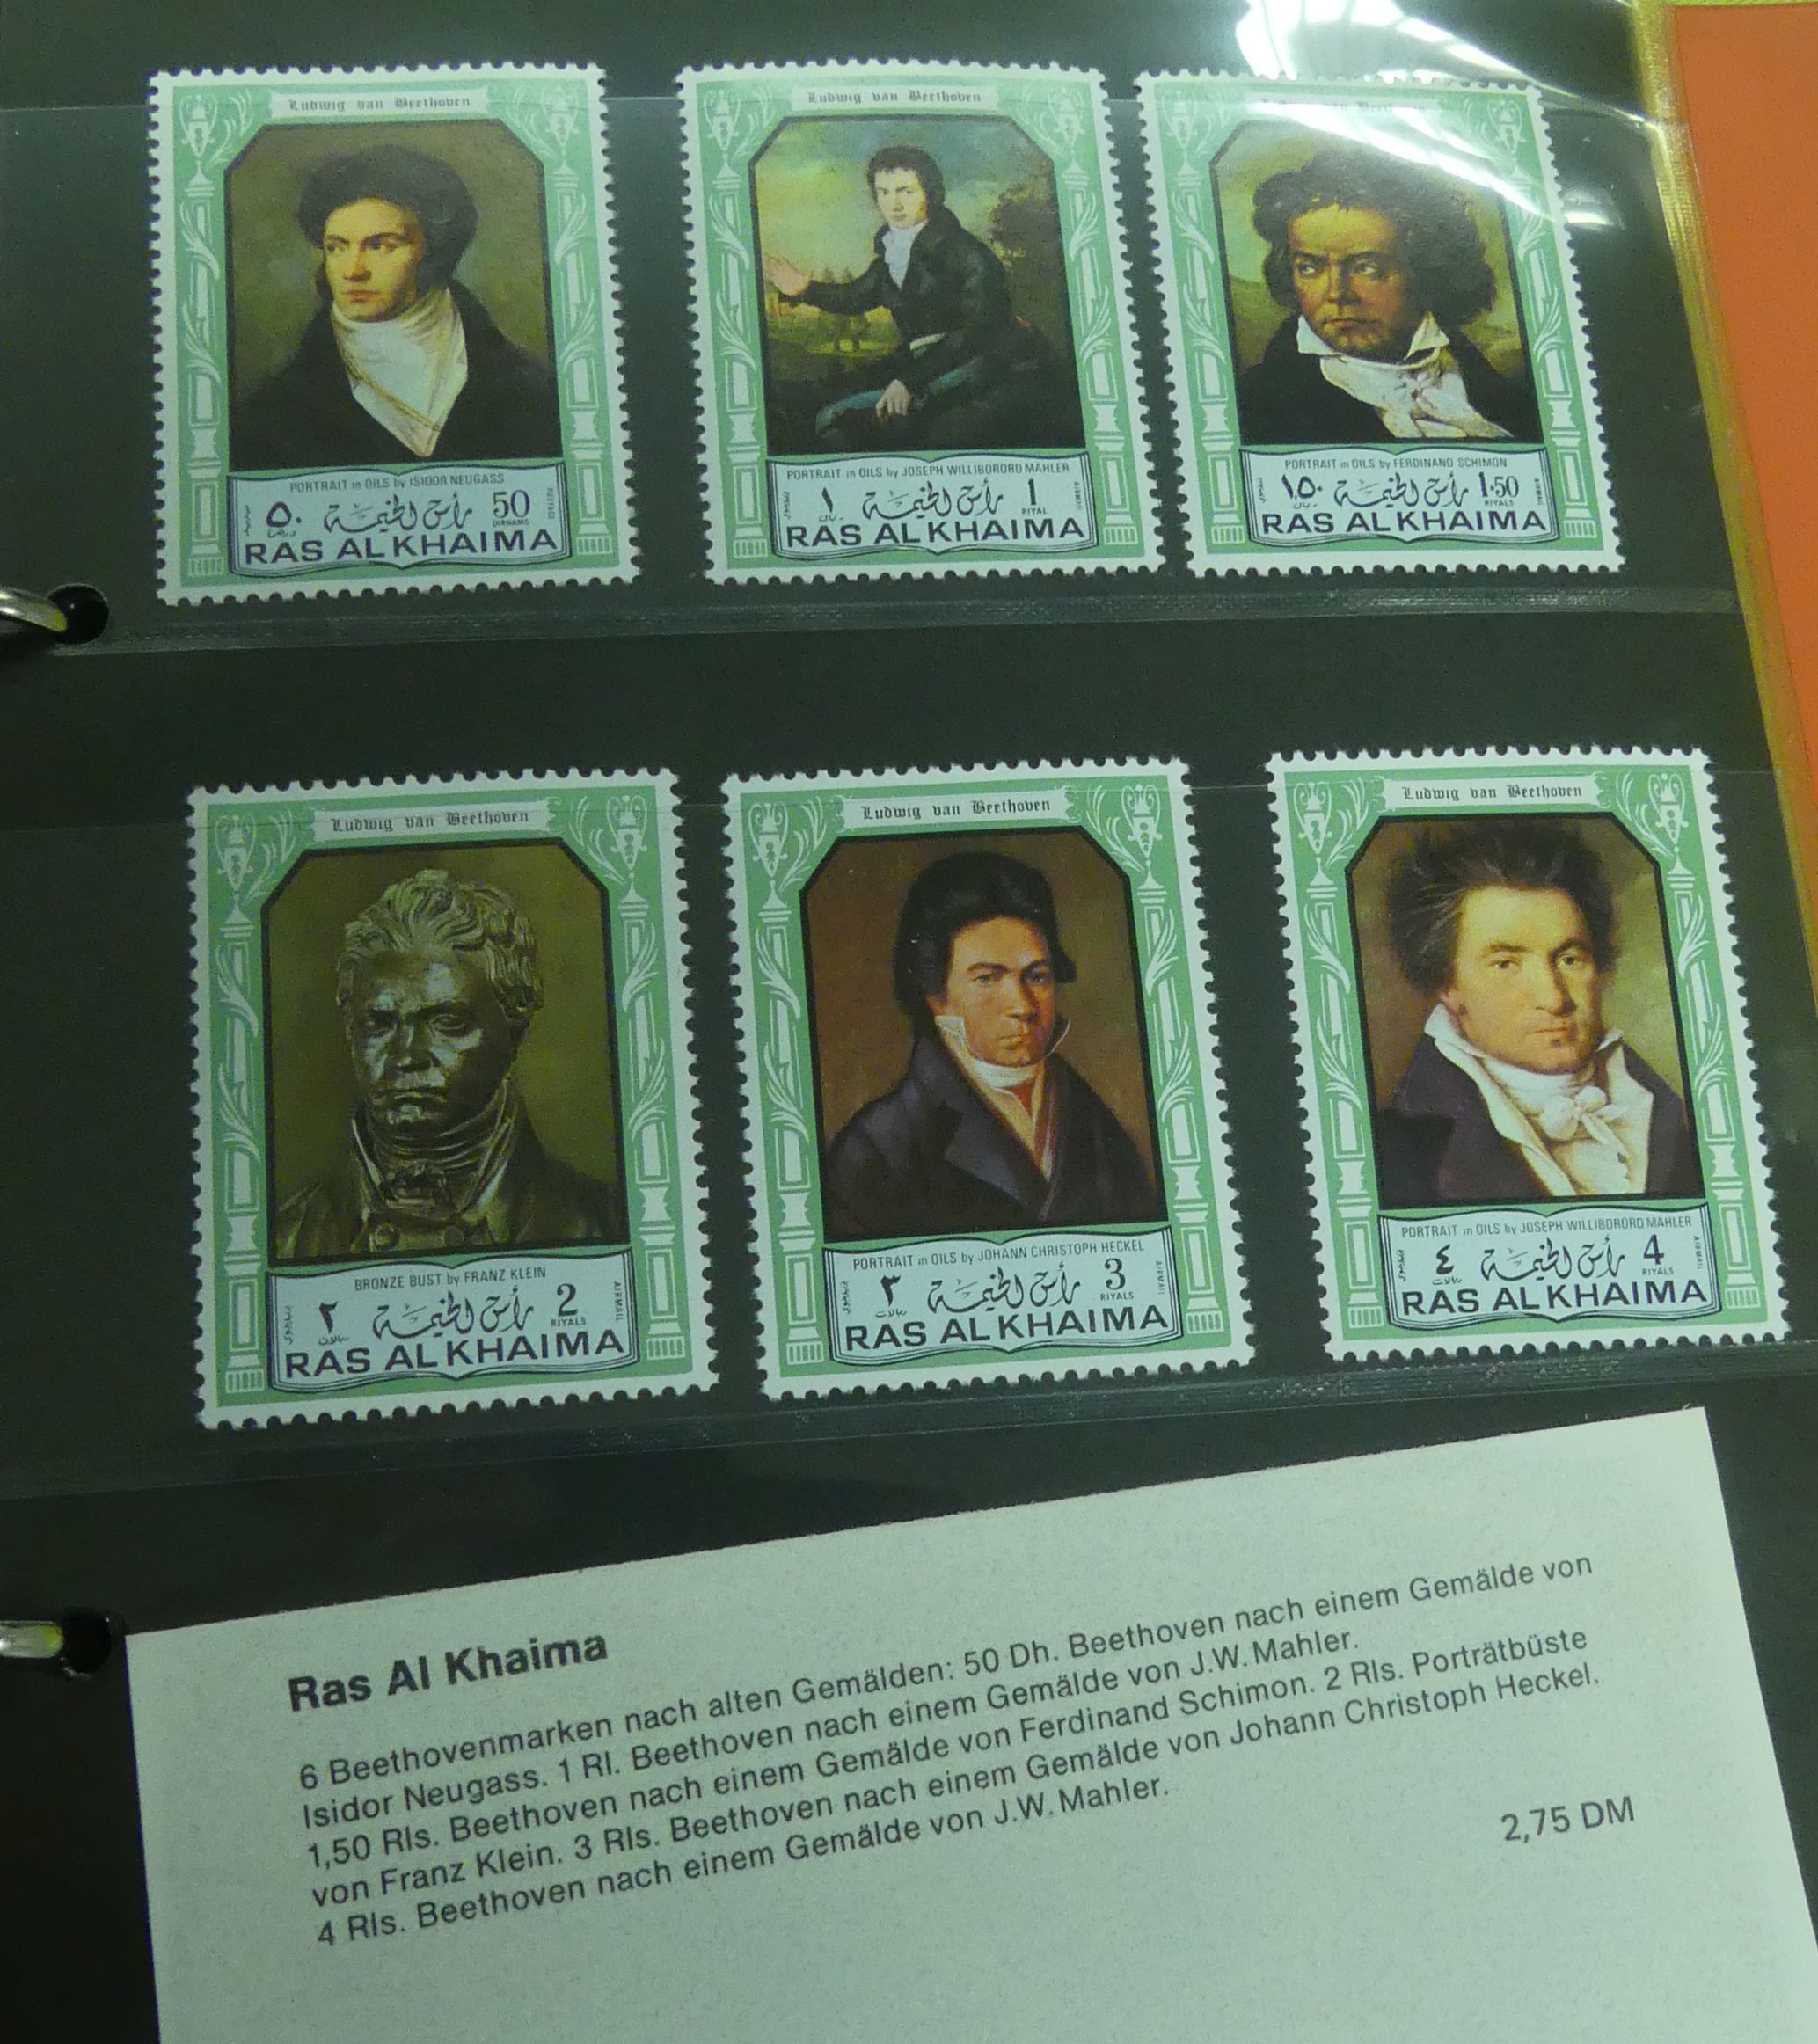 Ludwig van Beethoven
PORTRAIT in OILS by ISIDOR NEUGASS
٥٠ رأس الخيمة 50
DIRHAMS
RAS AL KHAIMA
Ludwig van Beethoven
PORTRAIT in OILS by JOSEPH WILLIBORORD MAHLER
١ رأس الخيمة 1
RIYAL
RAS AL KHAIMA
PORTRAIT in OILS by FERDINAND SCHIMON
١٥٠ رأس الخيمة 1·50
RIYALS
RAS AL KHAIMA
Ludwig van Beethoven
BRONZE BUST by FRANZ KLEIN
٢ رأس الخيمة 2
RIYALS
AIRMAIL
RAS AL KHAIMA
Ludwig van Beethoven
PORTRAIT in OILS by JOHANN CHRISTOPH HECKEL
٣ رأس الخيمة 3
RIYALS
AIRMAIL
RAS AL KHAIMA
Ludwig van Beethoven
PORTRAIT in OILS by JOSEPH WILLIBORORD MAHLER
٤ رأس الخيمة 4
RIYALS
AIRMAIL
RAS AL KHAIMA
Ras Al Khaima
6 Beethovenmarken nach alten Gemälden: 50 Dh. Beethoven nach einem Gemälde von
Isidor Neugass. 1 Rl. Beethoven nach einem Gemälde von J.W. Mahler.
1,50 Rls. Beethoven nach einem Gemälde von Ferdinand Schimon. 2 Rls. Porträtbüste
von Franz Klein. 3 Rls. Beethoven nach einem Gemälde von Johann Christoph Heckel.
4 Rls. Beethoven nach einem Gemälde von J.W. Mahler.
2,75 DM